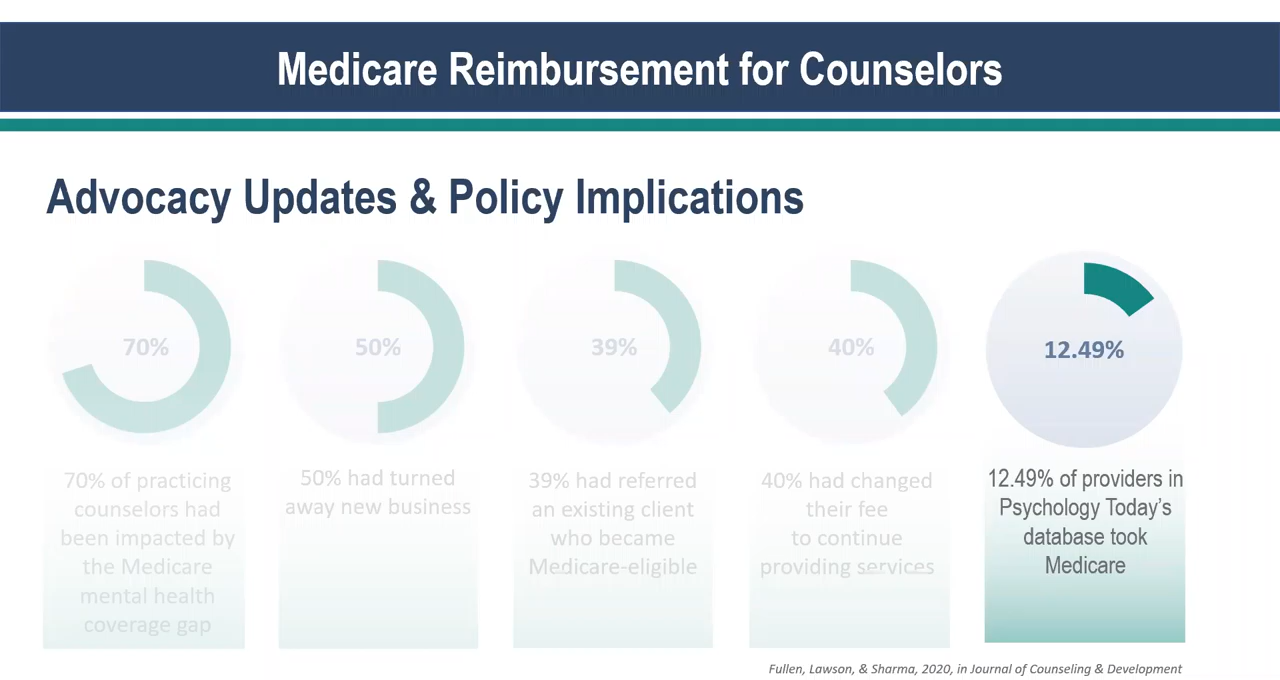 Medicare Reimbursement for Counselors
Advocacy Updates & Policy Implications
70%
50%
39%
40%
12.49%
70% of practicing
counselors had
been impacted by
the Medicare
mental health
coverage gap
50% had turned
away new business
39% had referred
an existing client
who became
Medicare-eligible
40% had changed
their fee
to continue
providing services
12.49% of providers in
Psychology Today’s
database took
Medicare
Fullen, Lawson, & Sharma, 2020, in Journal of Counseling & Development